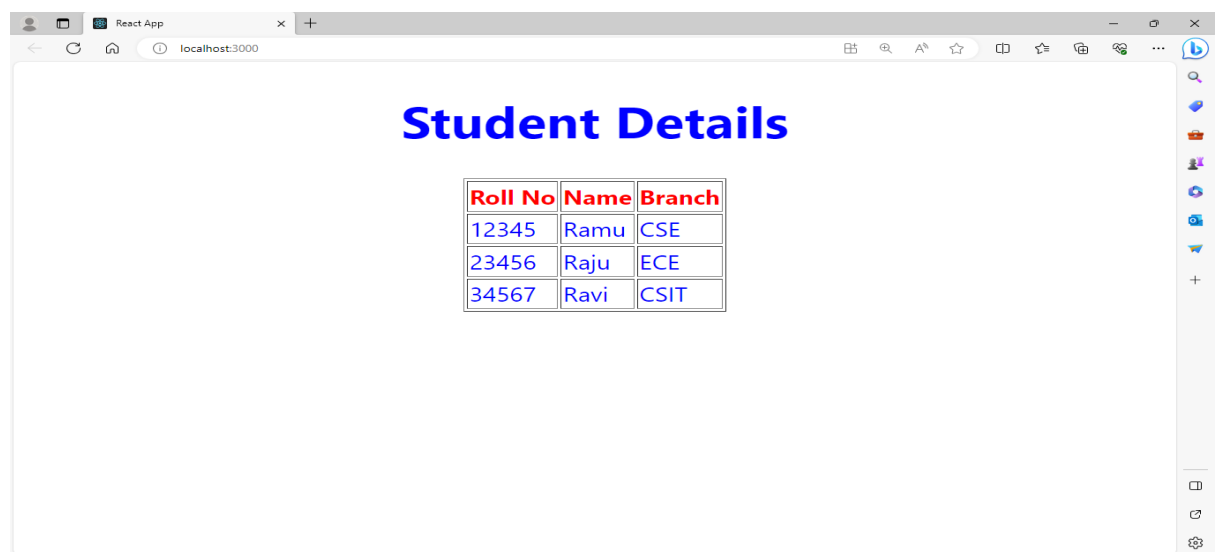 React App
localhost:3000
Student Details
Roll No Name Branch
12345 Ramu CSE
23456 Raju ECE
34567 Ravi CSIT